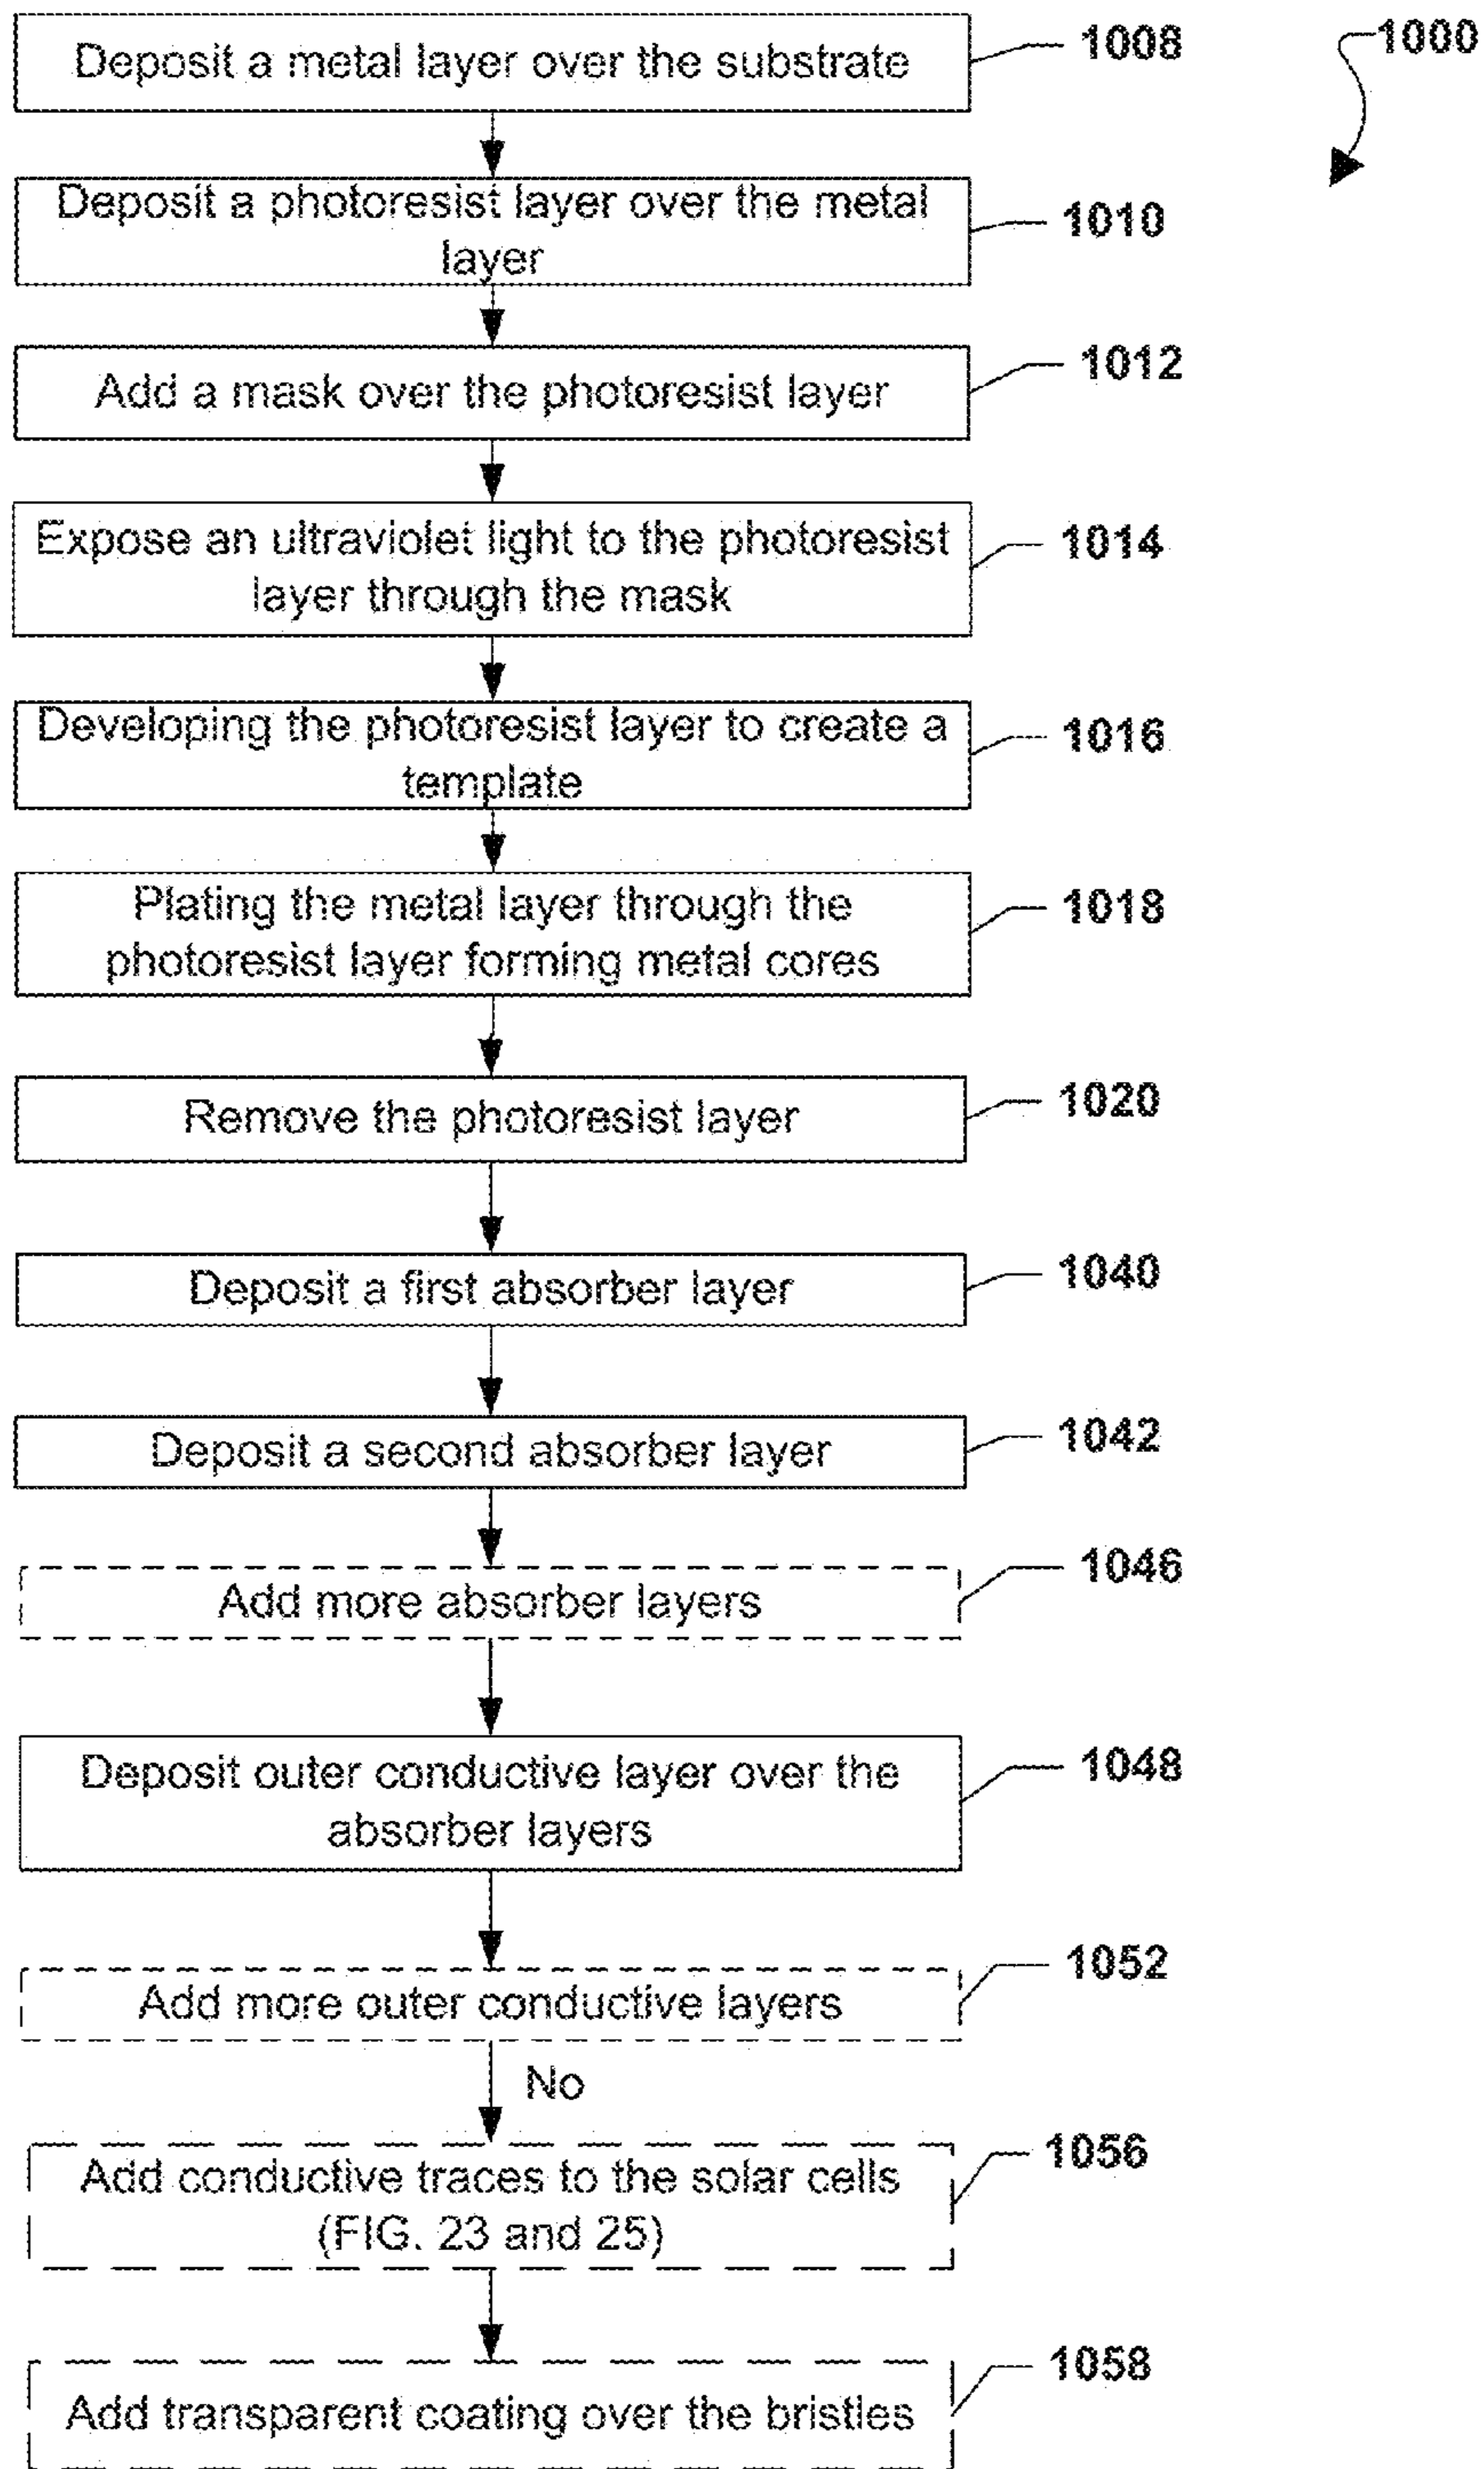 Deposit a metal layer over the substrate
1008
1000
Deposit a photoresist layer over the metal
layer
1010
Add a mask over the photoresist layer
1012
Expose an ultraviolet light to the photoresist
layer through the mask
1014
Developing the photoresist layer to create a
template
1016
Plating the metal layer through the
photoresist layer forming metal cores
1018
Remove the photoresist layer
1020
Deposit a first absorber layer
1040
Deposit a second absorber layer
1042
Add more absorber layers
1046
Deposit outer conductive layer over the
absorber layers
1048
Add more outer conductive layers
1052
No
Add conductive traces to the solar cells
(FIG. 23 and 25)
1056
Add transparent coating over the bristles
1058